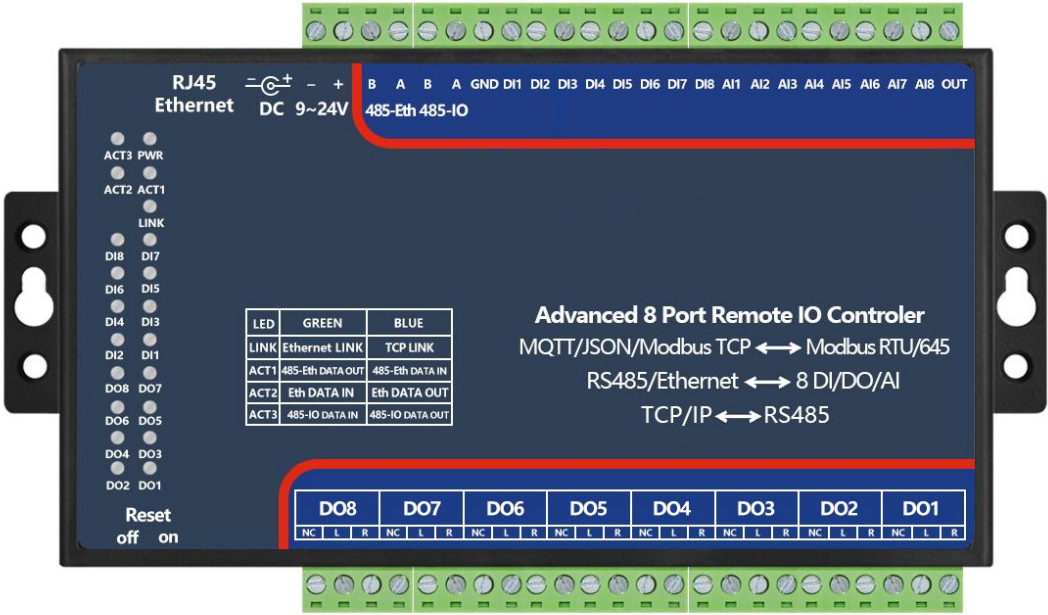 RJ45
Ethernet
- + - +
DC 9~24V
B A B A GND DI1 DI2 DI3 DI4 DI5 DI6 DI7 DI8 AI1 AI2 AI3 AI4 AI5 AI6 AI7 AI8 OUT
485-Eth 485-IO
ACT3 PWR
ACT2 ACT1
LINK
DI8 DI7
DI6 DI5
DI4 DI3
DI2 DI1
DO8 DO7
DO6 DO5
DO4 DO3
DO2 DO1
Reset
off on
LED GREEN BLUE
LINK Ethernet LINK TCP LINK
ACT1 485-Eth DATA OUT 485-Eth DATA IN
ACT2 Eth DATA IN Eth DATA OUT
ACT3 485-IO DATA IN 485-IO DATA OUT
Advanced 8 Port Remote IO Controler
MQTT/JSON/Modbus TCP ↔ Modbus RTU/645
RS485/Ethernet ↔ 8 DI/DO/AI
TCP/IP ↔ RS485
DO8 DO7 DO6 DO5 DO4 DO3 DO2 DO1
NC L R NC L R NC L R NC L R NC L R NC L R NC L R NC L R